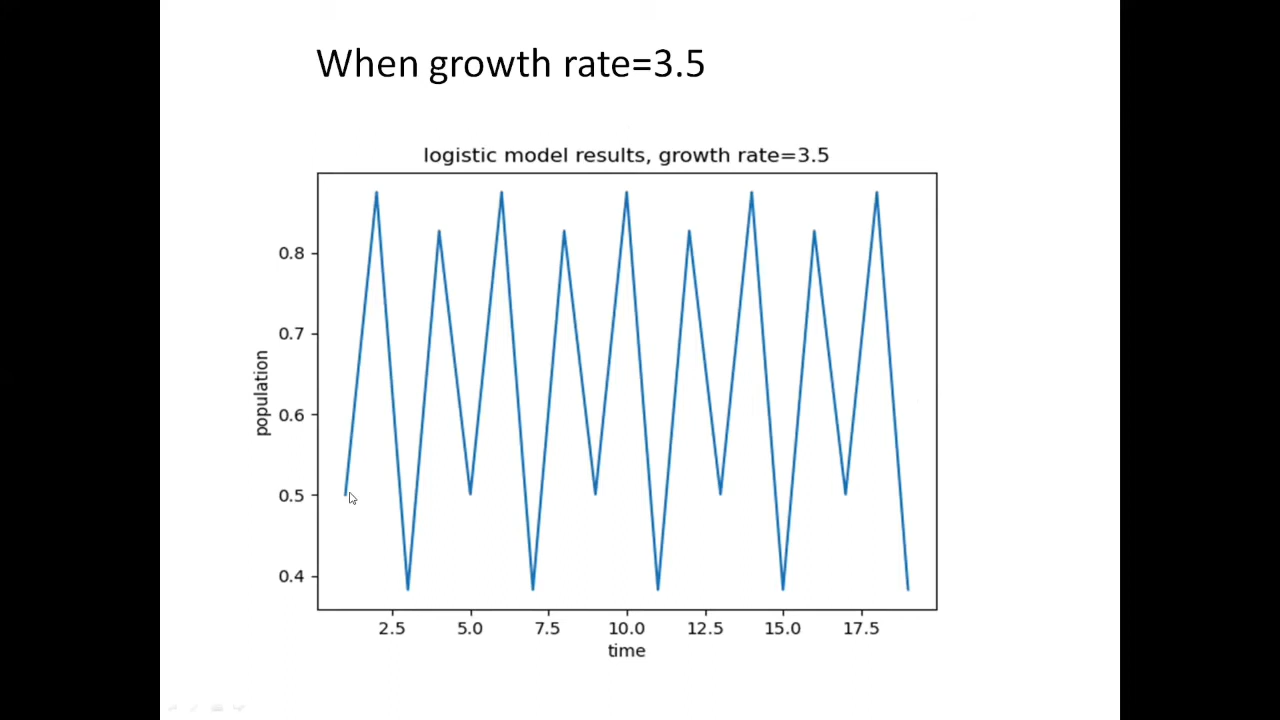 When growth rate=3.5
logistic model results, growth rate=3.5
0.8
0.7
0.6
0.5
0.4
population
2.5 5.0 7.5 10.0 12.5 15.0 17.5
time